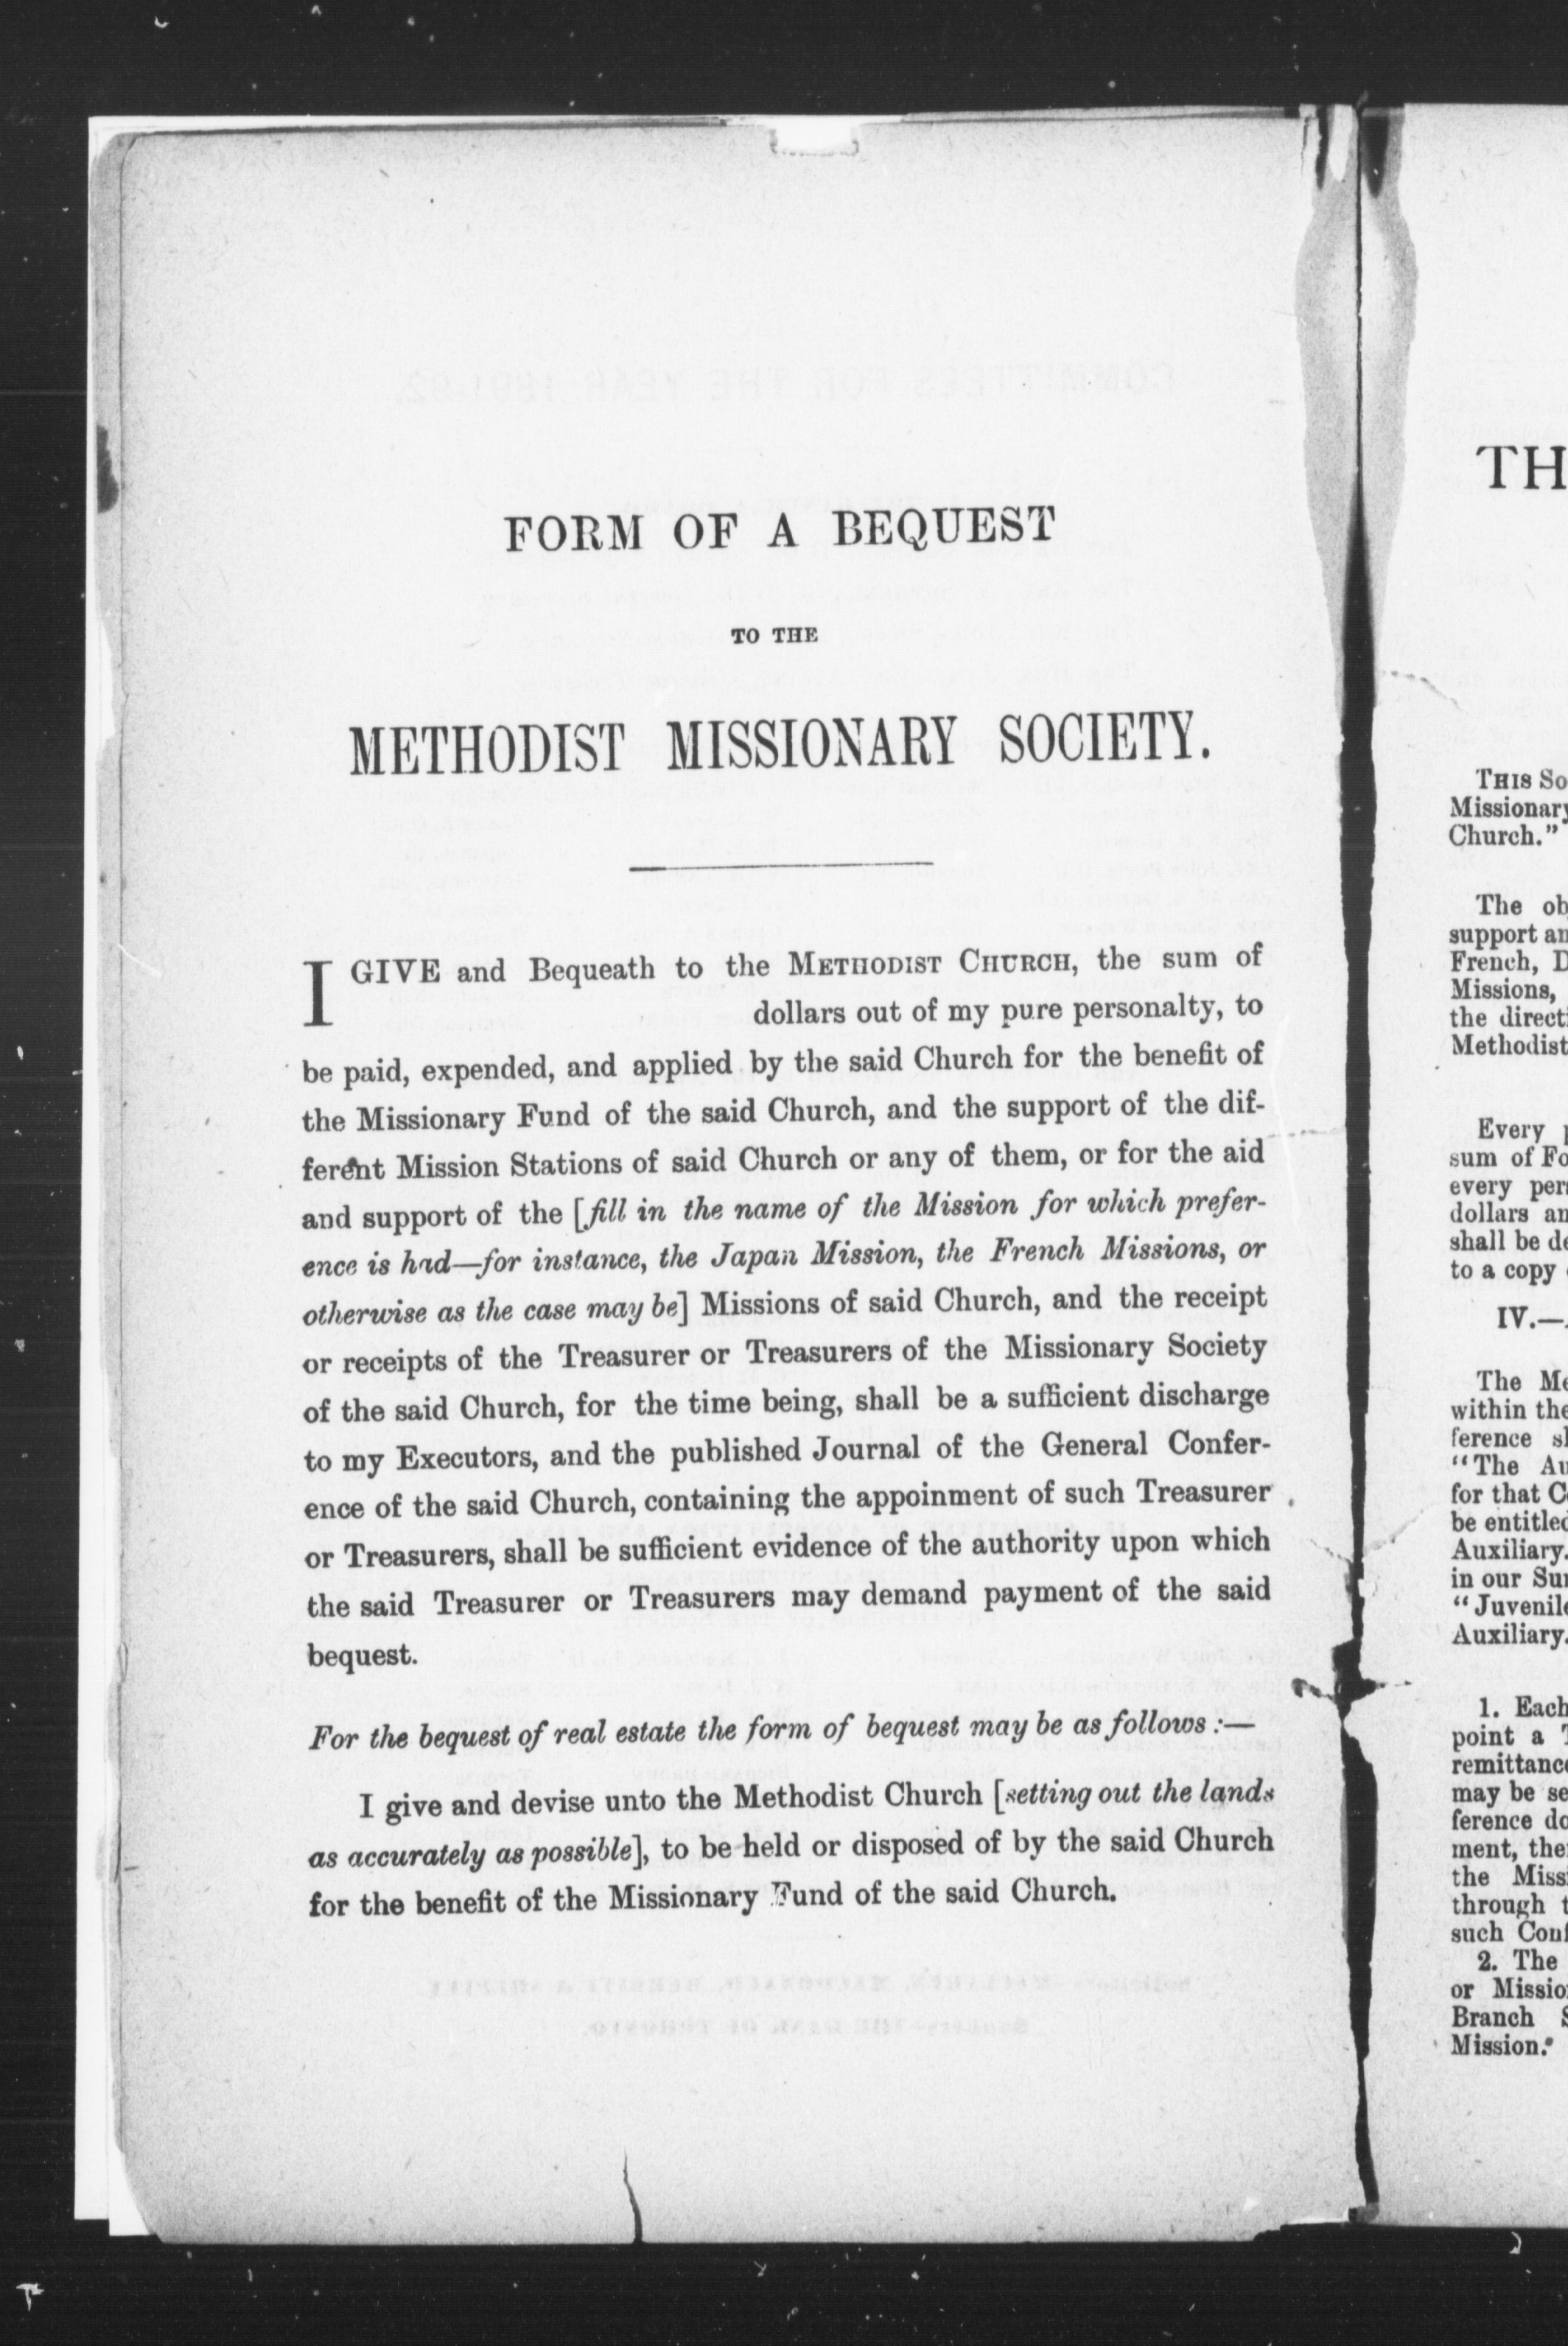 FORM OF A BEQUEST
TO THE
METHODIST MISSIONARY SOCIETY.
I GIVE and Bequeath to the METHODIST CHURCH, the sum of
dollars out of my pure personalty, to
be paid, expended, and applied by the said Church for the benefit of
the Missionary Fund of the said Church, and the support of the dif-
ferent Mission Stations of said Church or any of them, or for the aid
and support of the [fill in the name of the Mission for which prefer-
ence is had—for instance, the Japan Mission, the French Missions, or
otherwise as the case may be] Missions of said Church, and the receipt
or receipts of the Treasurer or Treasurers of the Missionary Society
of the said Church, for the time being, shall be a sufficient discharge
to my Executors, and the published Journal of the General Confer-
ence of the said Church, containing the appoinment of such Treasurer
or Treasurers, shall be sufficient evidence of the authority upon which
the said Treasurer or Treasurers may demand payment of the said
bequest.
For the bequest of real estate the form of bequest may be as follows :—
I give and devise unto the Methodist Church [setting out the lands
as accurately as possible], to be held or disposed of by the said Church
for the benefit of the Missionary Fund of the said Church.
TH
THIS So
Missionary
Church."
The ob
support an
French, D
Missions,
the directi
Methodist
Every
sum of Fo
every per
dollars an
shall be de
to a copy
IV.—
The Me
within the
ference sh
"The Au
for that Co
be entitled
Auxiliary.
in our Sun
"Juvenile
Auxiliary.
1. Each
point a T
remittance
may be se
ference do
ment, the
the Miss
through t
such Conf
2. The
or Missio
Branch S
Mission.